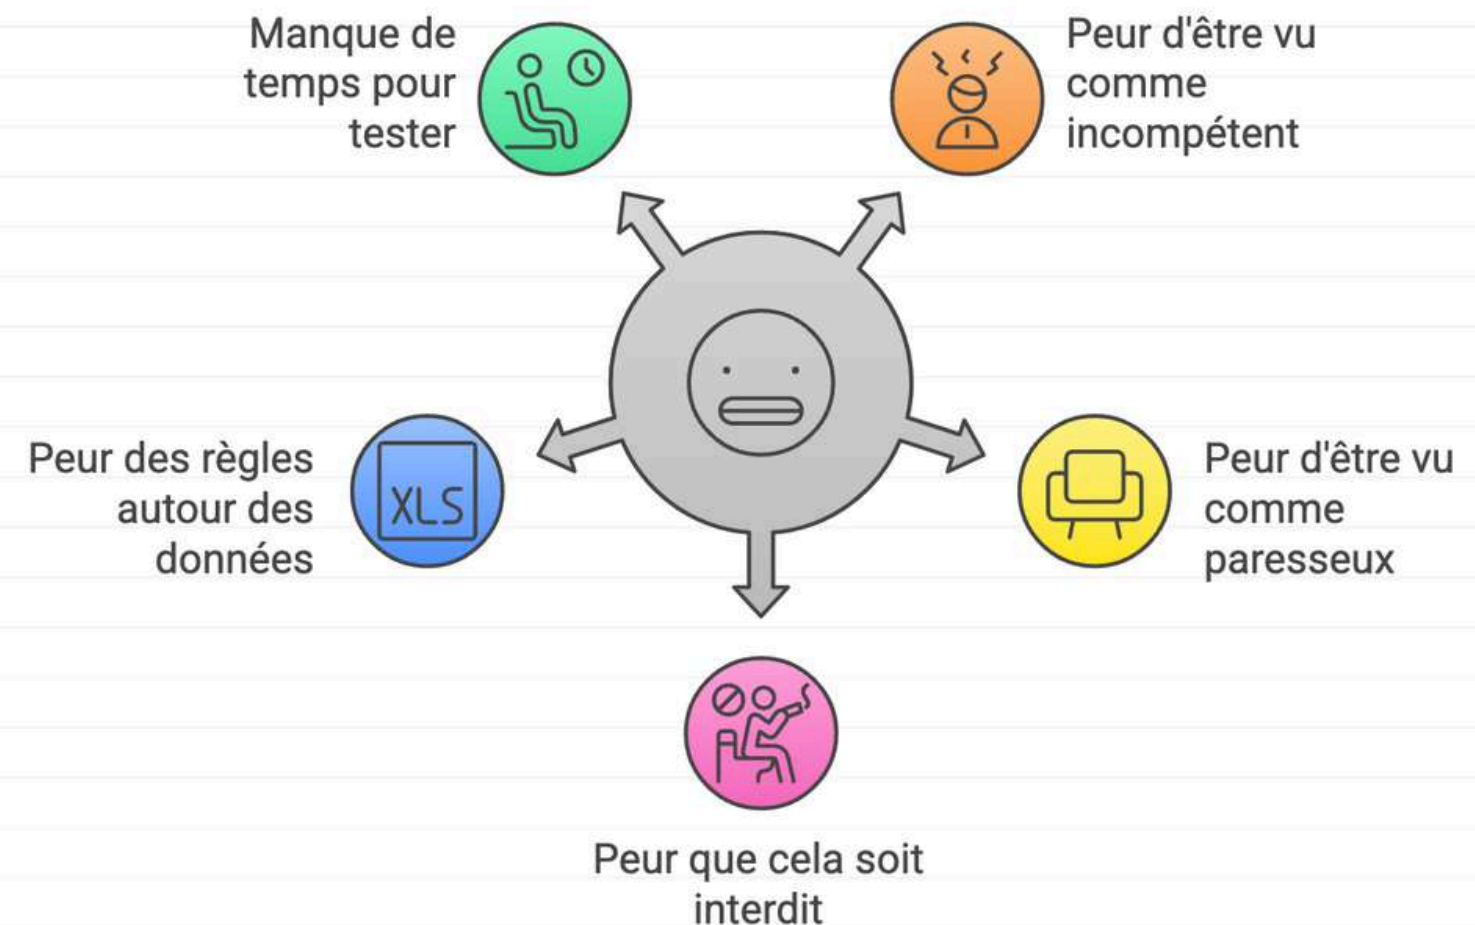 Manque de
temps pour
tester
Peur d'être vu
comme
incompétent
Peur des règles
autour des
données
XLS
Peur d'être vu
comme
paresseux
Peur que cela soit
interdit